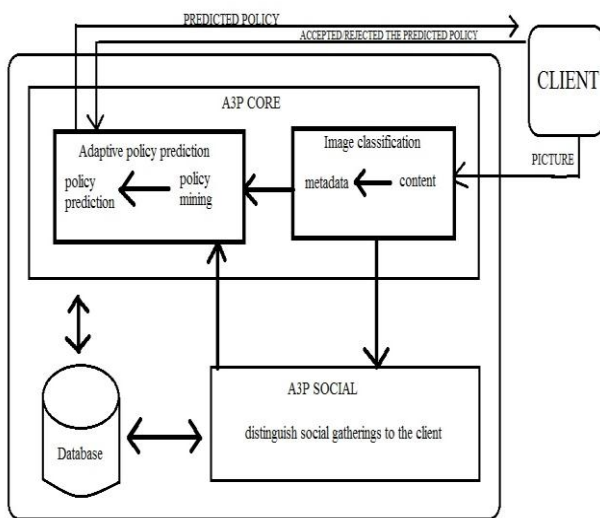 PREDICTED POLICY
ACCEPTED/REJECTED THE PREDICTED POLICY
CLIENT
A3P CORE
Adaptive policy prediction
policy
prediction
policy
mining
Image classification
metadata
content
PICTURE
A3P SOCIAL
distinguish social gatherings to the client
Database